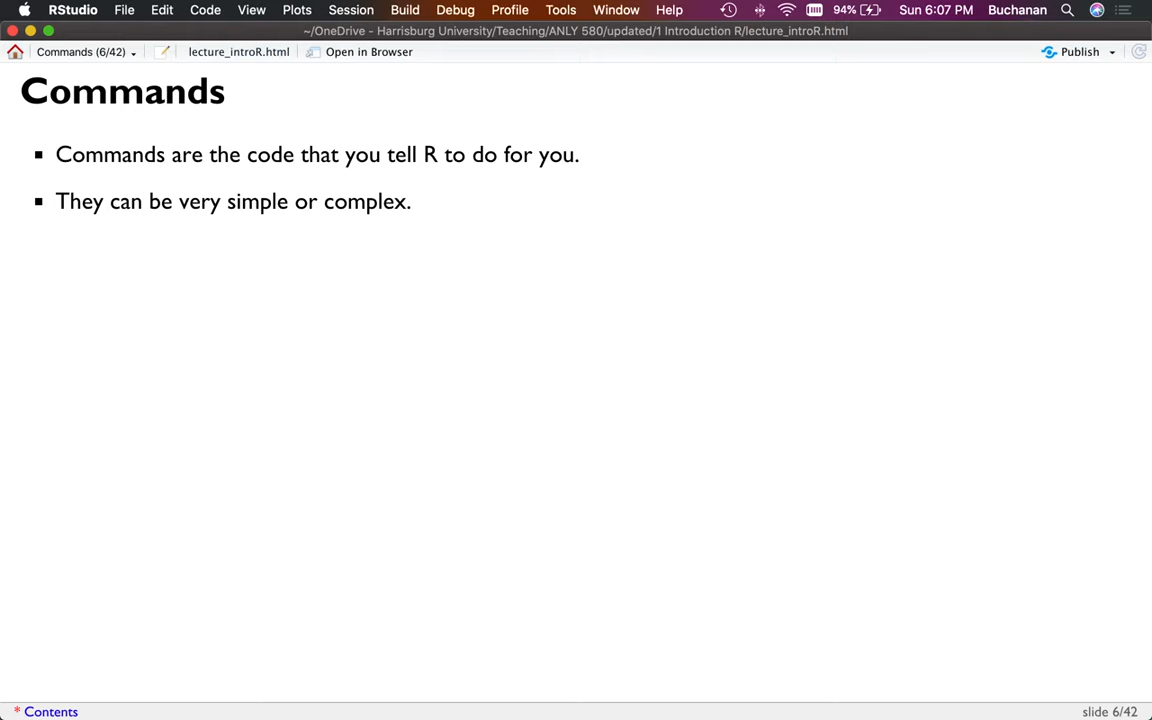 RStudio File Edit Code View Plots Session Build Debug Profile Tools Window Help 94% Sun 6:07 PM Buchanan
~/OneDrive - Harrisburg University/Teaching/ANLY 580/updated/1 Introduction R/lecture_introR.html
Commands (6/42) lecture_introR.html Open in Browser Publish
Commands
▪ Commands are the code that you tell R to do for you.
▪ They can be very simple or complex.
* Contents slide 6/42